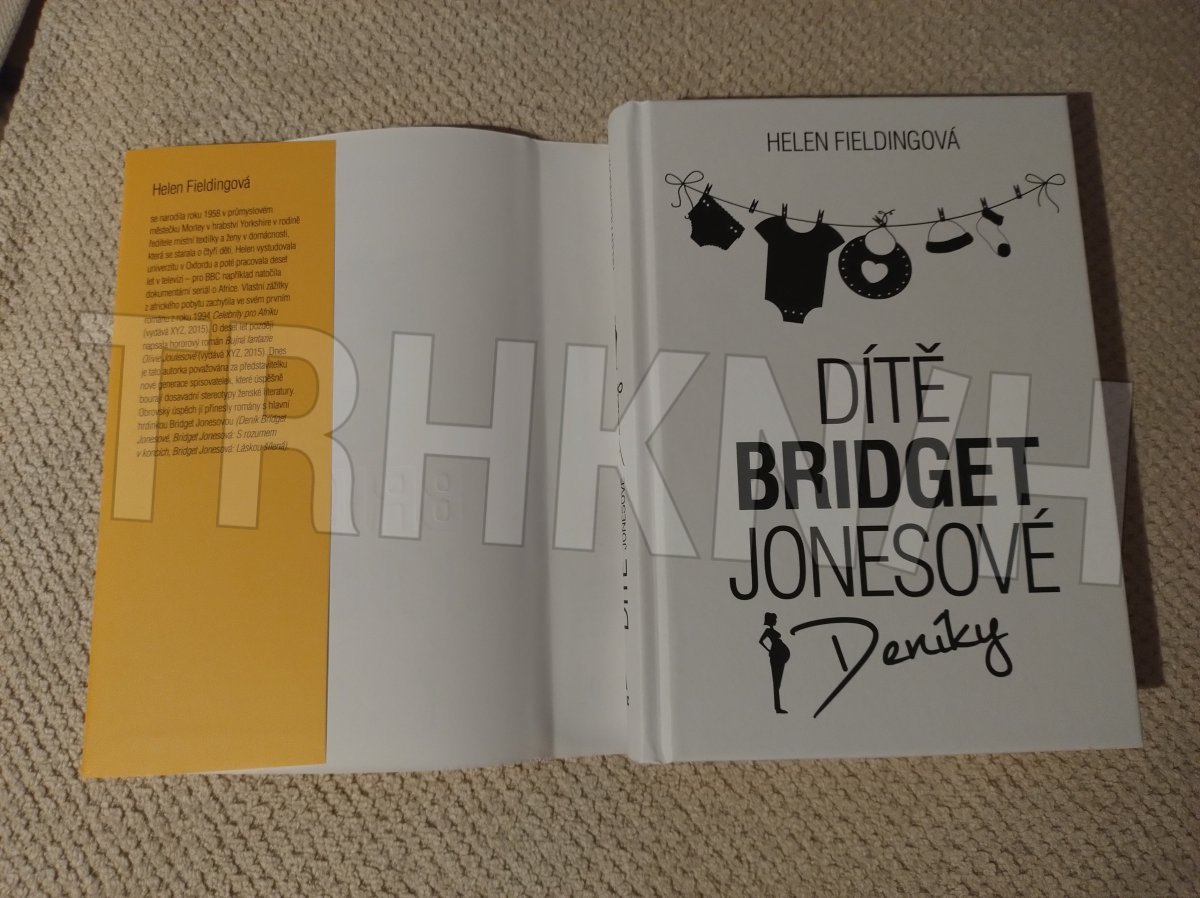 Helen Fieldingová
se narodila roku 1958 v průmyslovém
městečku Morley v hrabství Yorkshire v rodině
ředitele místní textilky a ženy v domácnosti,
která se starala o čtyři děti. Helen vystudovala
univerzitu v Oxfordu a poté pracovala deset
let v televizi – pro BBC například natočila
dokumentární seriál o Africe. Vlastní zážitky
z afrického pobytu zachytila ve svém prvním
románu z roku 1994 Celebrity pro Afriku
(vydává XYZ, 2015). O deset let později
napsala hororový román Bujná fantazie
Olivie Joulesové (vydává XYZ, 2015). Dnes
je tato autorka považována za představitelku
nové generace spisovatelek, které úspěšně
bourají dosavadní stereotypy ženské literatury.
Obrovský úspěch jí přinesly romány s hlavní
hrdinkou Bridget Jonesovou (Deník Bridget
Jonesové, Bridget Jonesová: S rozumem
v koncích, Bridget Jonesová: Láskou šílená).
DÍTĚ
JONESOVÉ
HELEN FIELDINGOVÁ
DÍTĚ
BRIDGET
JONESOVÉ
Deníky
TRHKNIH